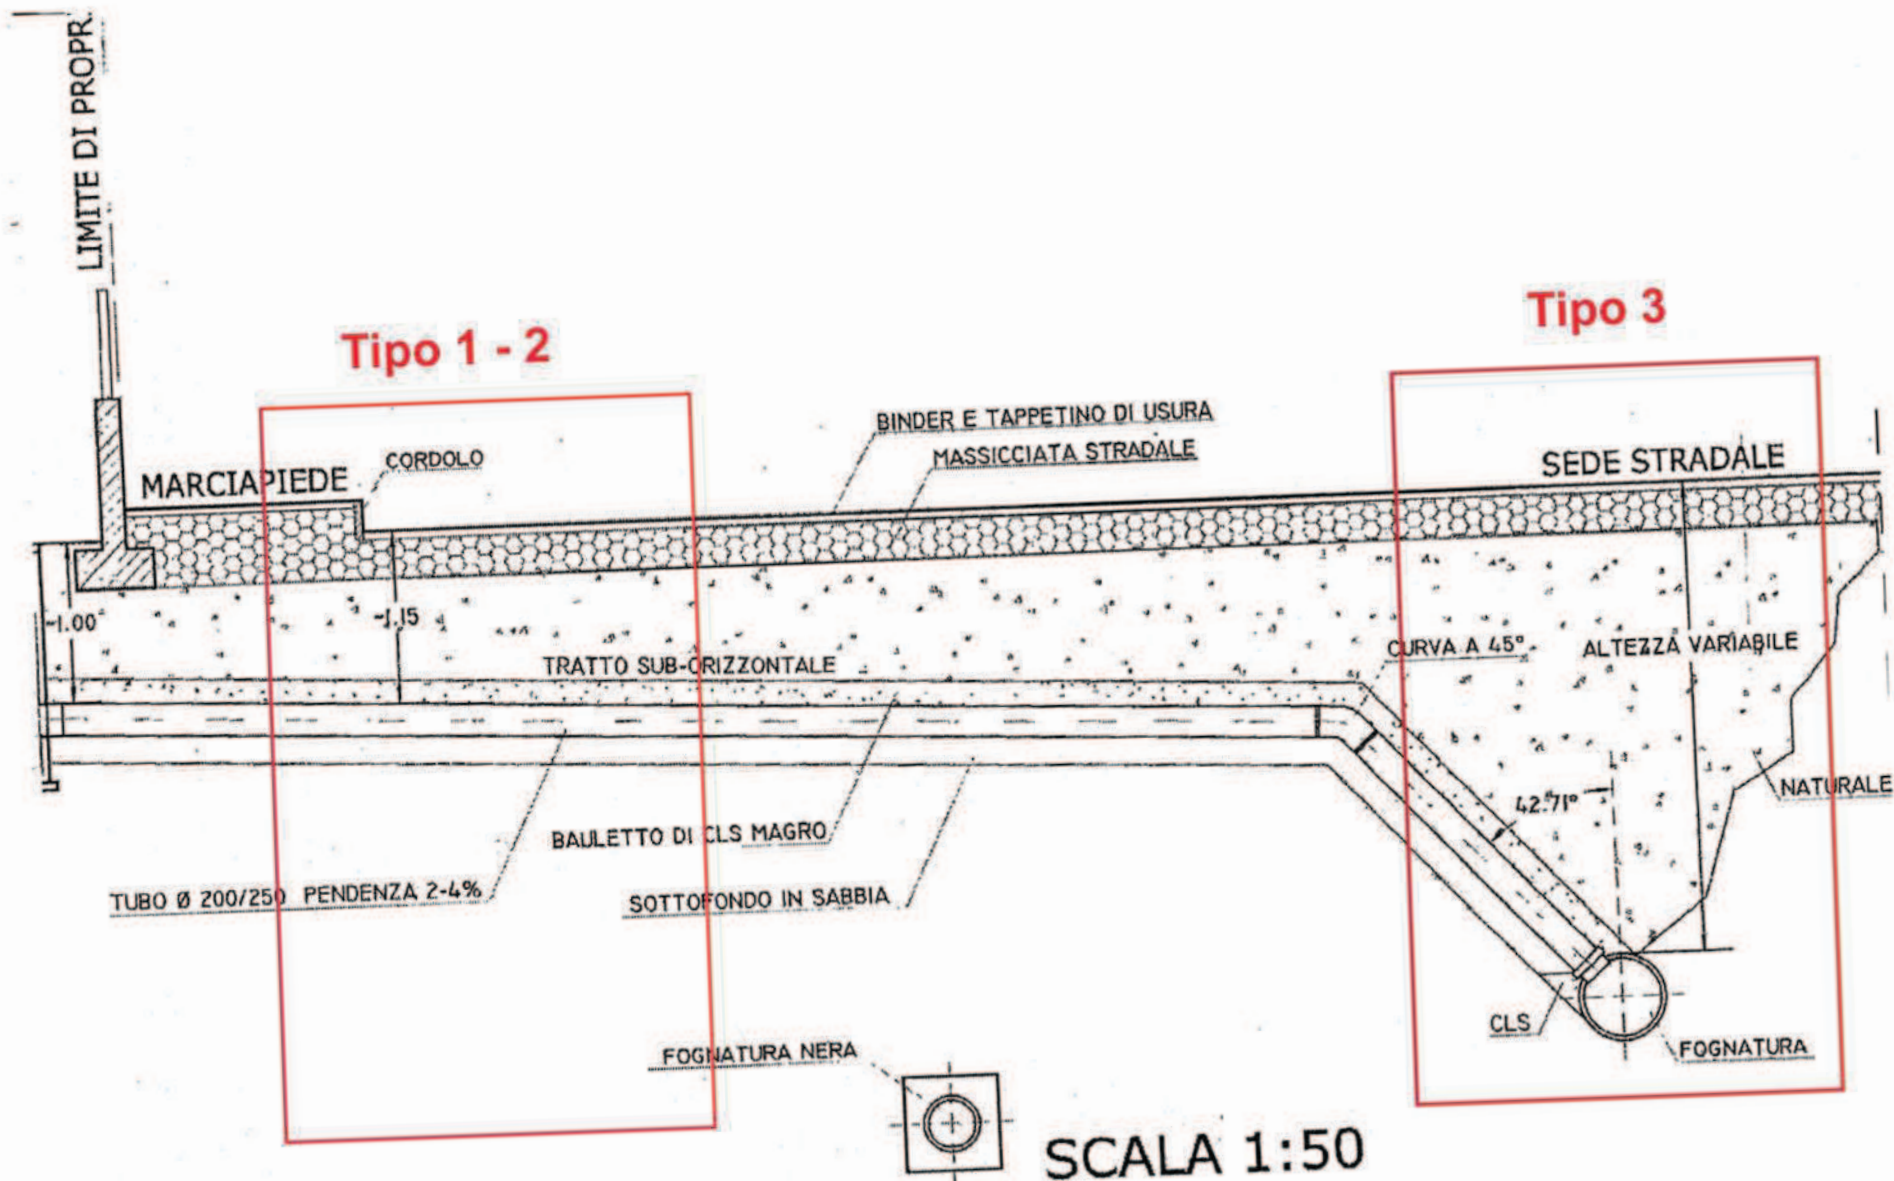 LIMITE DI PROPR.
Tipo 1 - 2
Tipo 3
BINDER E TAPPETINO DI USURA
MASSICCIATA STRADALE
CORDOLO
MARCIAPIEDE
SEDE STRADALE
~1.00
~1.15
TRATTO SUB-ORIZZONTALE
CURVA A 45°
ALTEZZA VARIABILE
NATURALE
42.71°
BAULETTO DI CLS MAGRO
TUBO Ø 200/250 PENDENZA 2-4%
SOTTOFONDO IN SABBIA
CLS
FOGNATURA
FOGNATURA NERA
SCALA 1:50